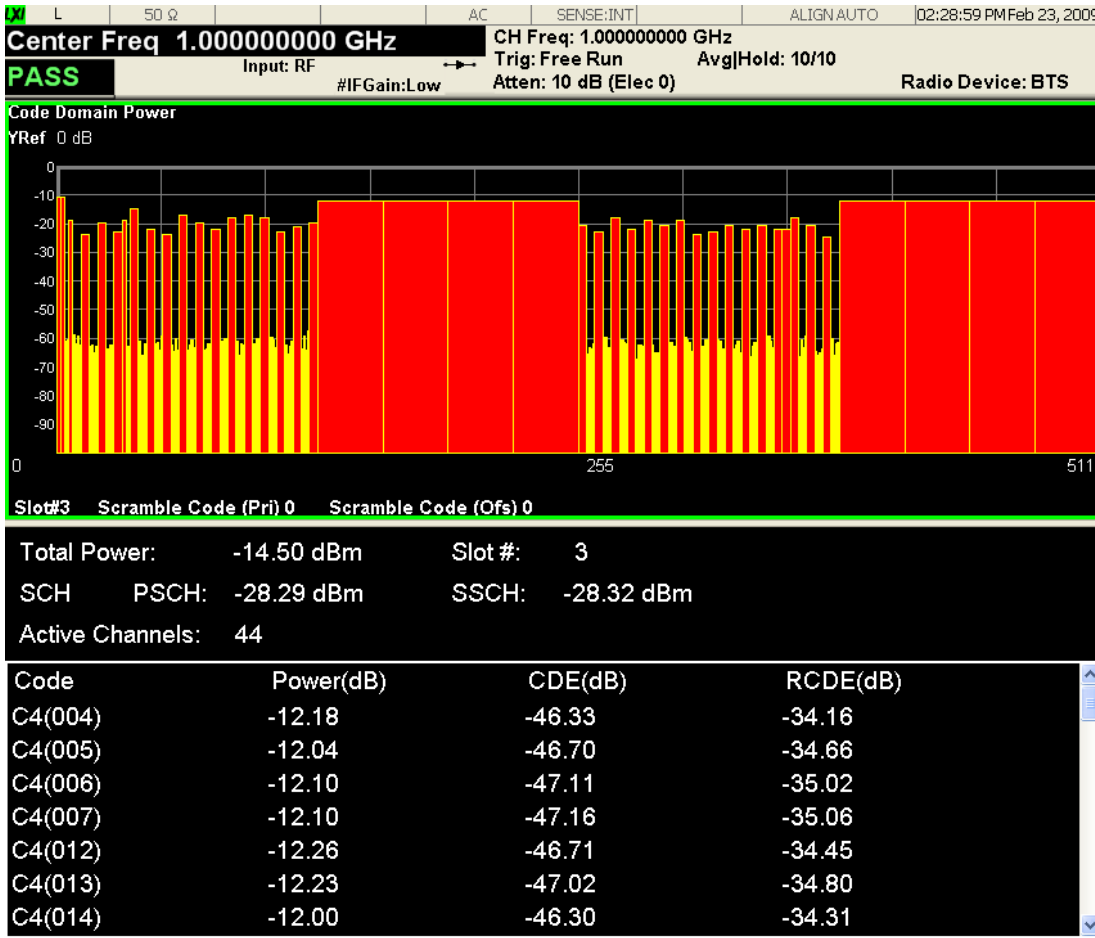 LXI L 50 Ω AC SENSE:INT ALIGN AUTO 02:28:59 PM Feb 23, 2009
Center Freq 1.000000000 GHz
CH Freq: 1.000000000 GHz
Input: RF
Trig: Free Run Avg|Hold: 10/10
PASS
#IFGain:Low
Atten: 10 dB (Elec 0)
Radio Device: BTS
Code Domain Power
YRef 0 dB
0
-10
-20
-30
-40
-50
-60
-70
-80
-90
0 255 511
Slot#3 Scramble Code (Pri) 0 Scramble Code (Ofs) 0
Total Power: -14.50 dBm Slot #: 3
SCH PSCH: -28.29 dBm SSCH: -28.32 dBm
Active Channels: 44
Code Power(dB) CDE(dB) RCDE(dB)
C4(004) -12.18 -46.33 -34.16
C4(005) -12.04 -46.70 -34.66
C4(006) -12.10 -47.11 -35.02
C4(007) -12.10 -47.16 -35.06
C4(012) -12.26 -46.71 -34.45
C4(013) -12.23 -47.02 -34.80
C4(014) -12.00 -46.30 -34.31